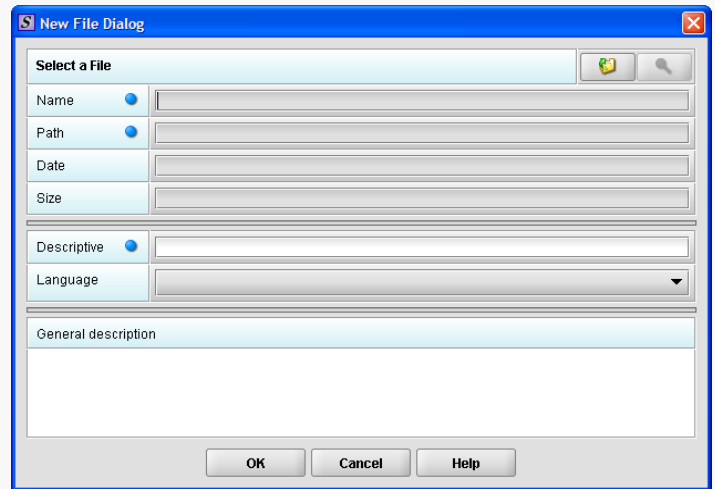 S New File Dialog
Select a File
Name
Path
Date
Size
Descriptive
Language
General description
OK Cancel Help